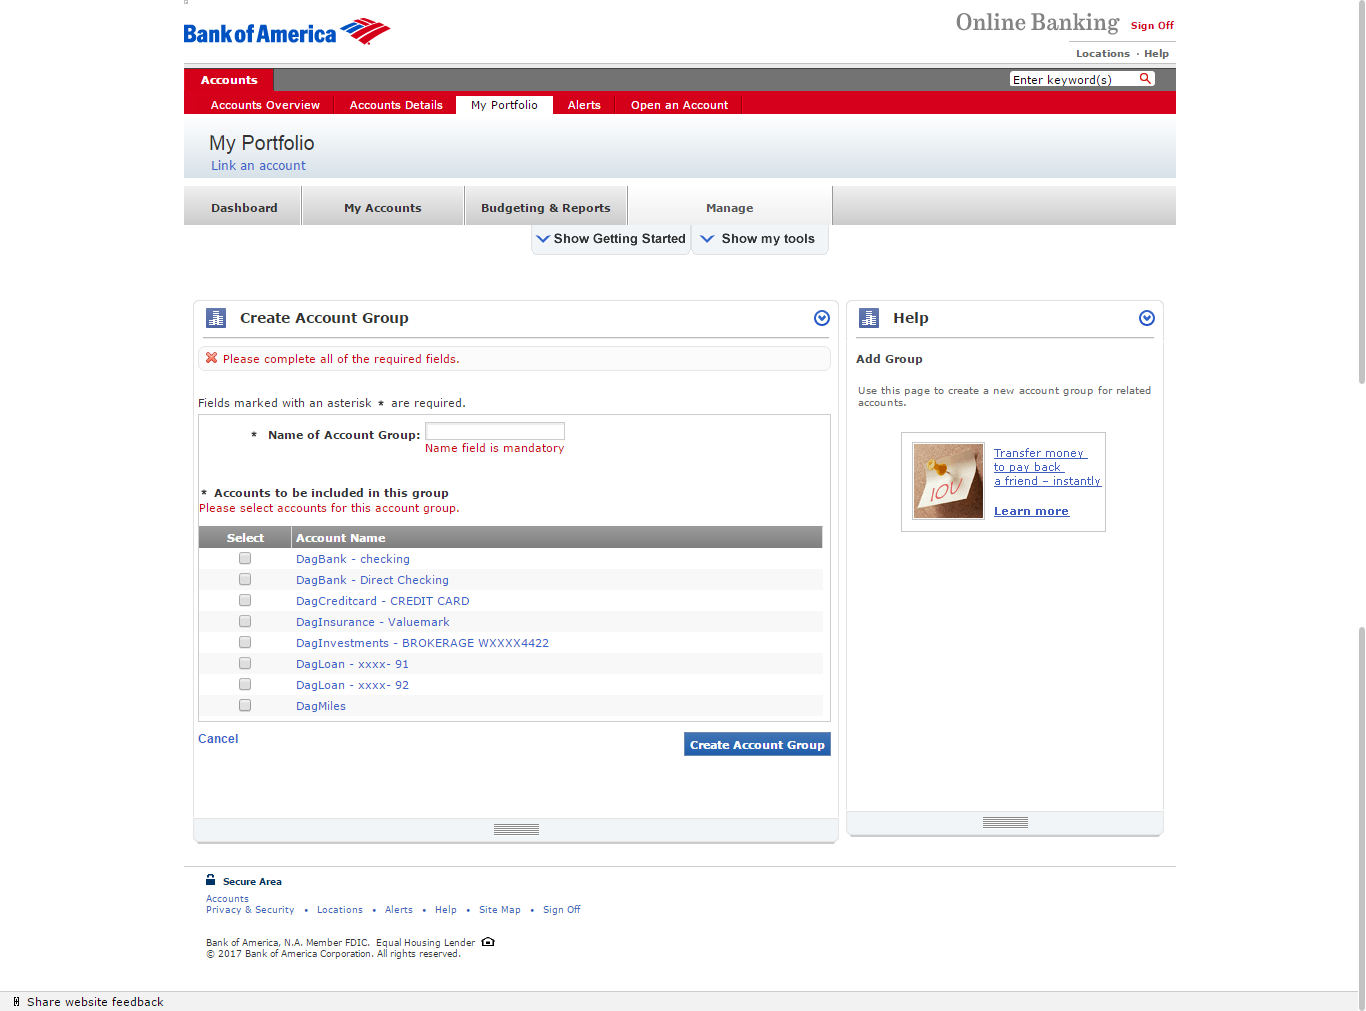 Bank of America
Online Banking
Sign Off
Locations · Help
Accounts
Enter keyword(s)
Accounts Overview
Accounts Details
My Portfolio
Alerts
Open an Account
My Portfolio
Link an account
Dashboard
My Accounts
Budgeting & Reports
Manage
Show Getting Started
Show my tools
Create Account Group
Please complete all of the required fields.
Fields marked with an asterisk * are required.
* Name of Account Group:
Name field is mandatory
* Accounts to be included in this group
Please select accounts for this account group.
Select Account Name
DagBank - checking
DagBank - Direct Checking
DagCreditcard - CREDIT CARD
DagInsurance - Valuemark
DagInvestments - BROKERAGE WXXXX4422
DagLoan - xxxx- 91
DagLoan - xxxx- 92
DagMiles
Cancel
Create Account Group
Help
Add Group
Use this page to create a new account group for related
accounts.
IOU
Transfer money
to pay back
a friend – instantly
Learn more
Secure Area
Accounts
Privacy & Security • Locations • Alerts • Help • Site Map • Sign Off
Bank of America, N.A. Member FDIC. Equal Housing Lender
© 2017 Bank of America Corporation. All rights reserved.
Share website feedback